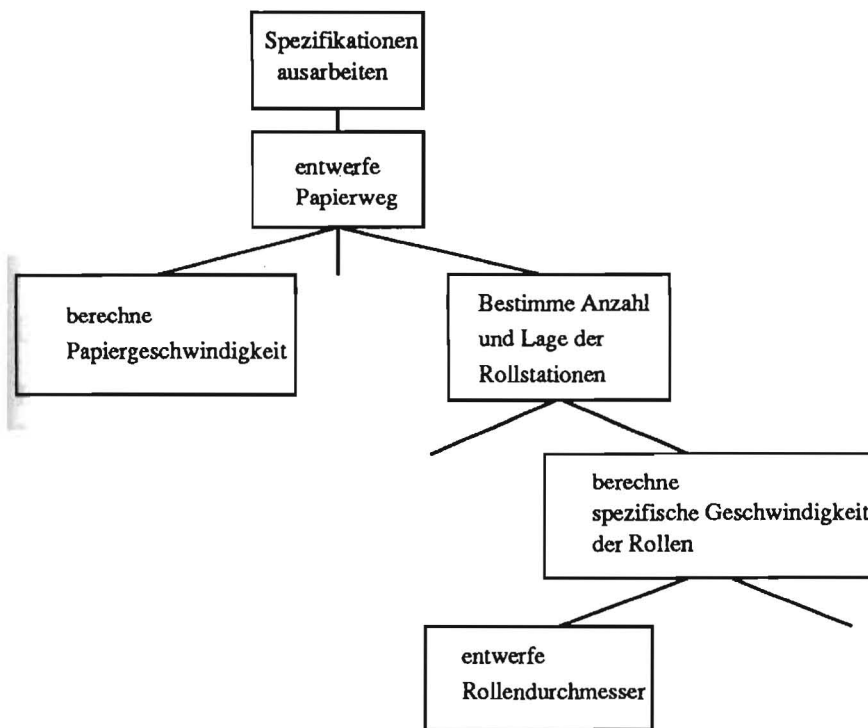 Spezifikationen
ausarbeiten
entwerfe
Papierweg
berechne
Papiergeschwindigkeit
Bestimme Anzahl
und Lage der
Rollstationen
berechne
spezifische Geschwindigkeit
der Rollen
entwerfe
Rollendurchmesser